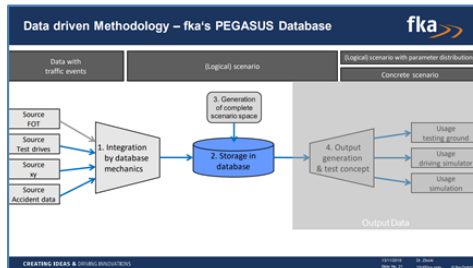 Data driven Methodology – fka's PEGASUS Database
fka
Data with
traffic events
(Logical) scenario
(Logical) scenario with parameter distribution
Concrete scenario
3. Generation
of complete
scenario space
Source
FOT
Source
Test drives
Source
xy
Source
Accident data
1. Integration
by database
mechanics
2. Storage in
database
4. Output
generation
& test concept
Usage
testing ground
Usage
driving simulator
Usage
simulation
Output Data
CREATING IDEAS & DRIVING INNOVATIONS